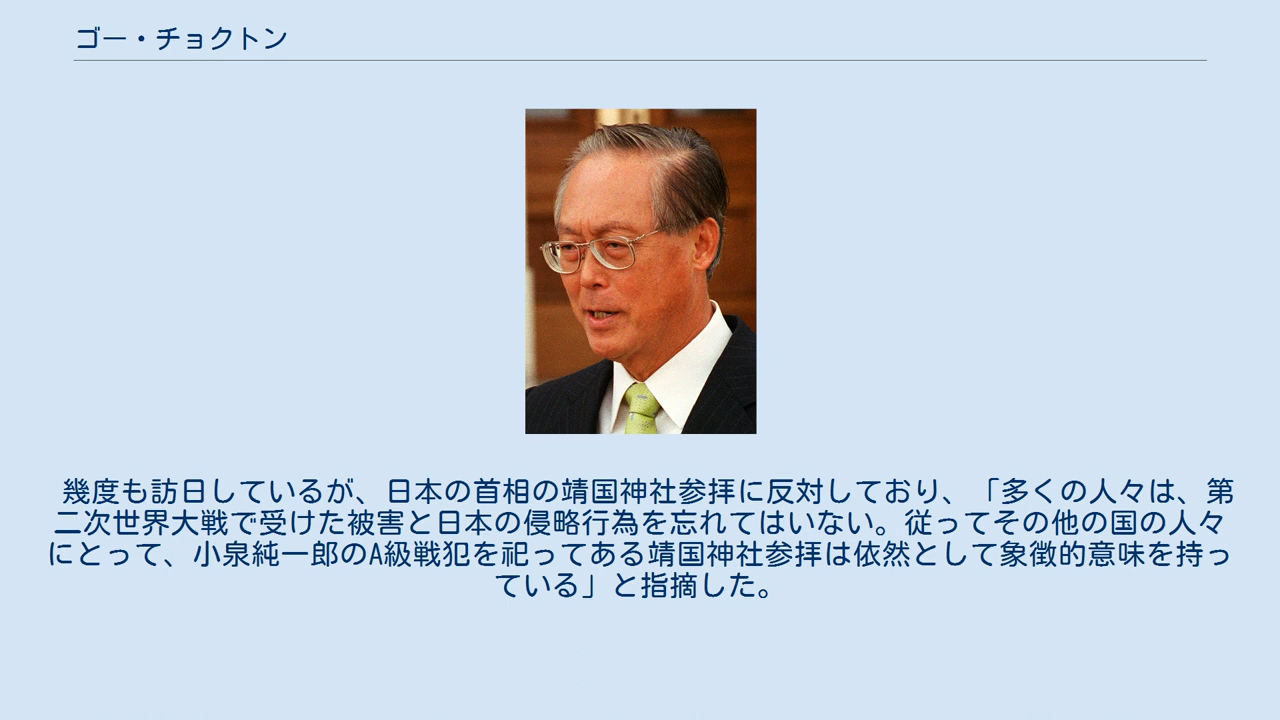 ゴー・チョクトン
幾度も訪日しているが、日本の首相の靖国神社参拝に反対しており、「多くの人々は、第
二次世界大戦で受けた被害と日本の侵略行為を忘れてはいない。従ってその他の国の人々
にとって、小泉純一郎のA級戦犯を祀ってある靖国神社参拝は依然として象徴的意味を持っ
ている」と指摘した。